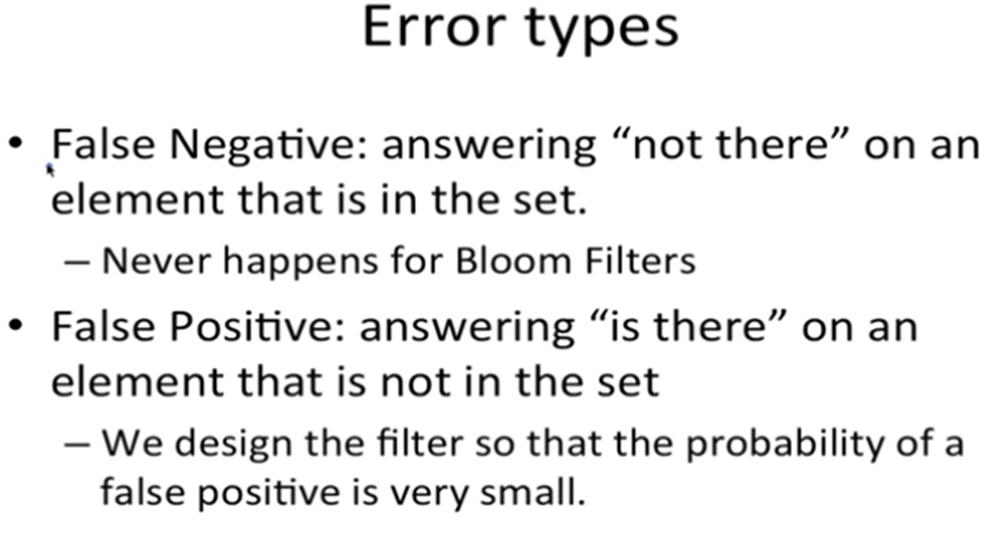 Error types
• False Negative: answering “not there” on an
element that is in the set.
– Never happens for Bloom Filters
• False Positive: answering “is there” on an
element that is not in the set
– We design the filter so that the probability of a
false positive is very small.